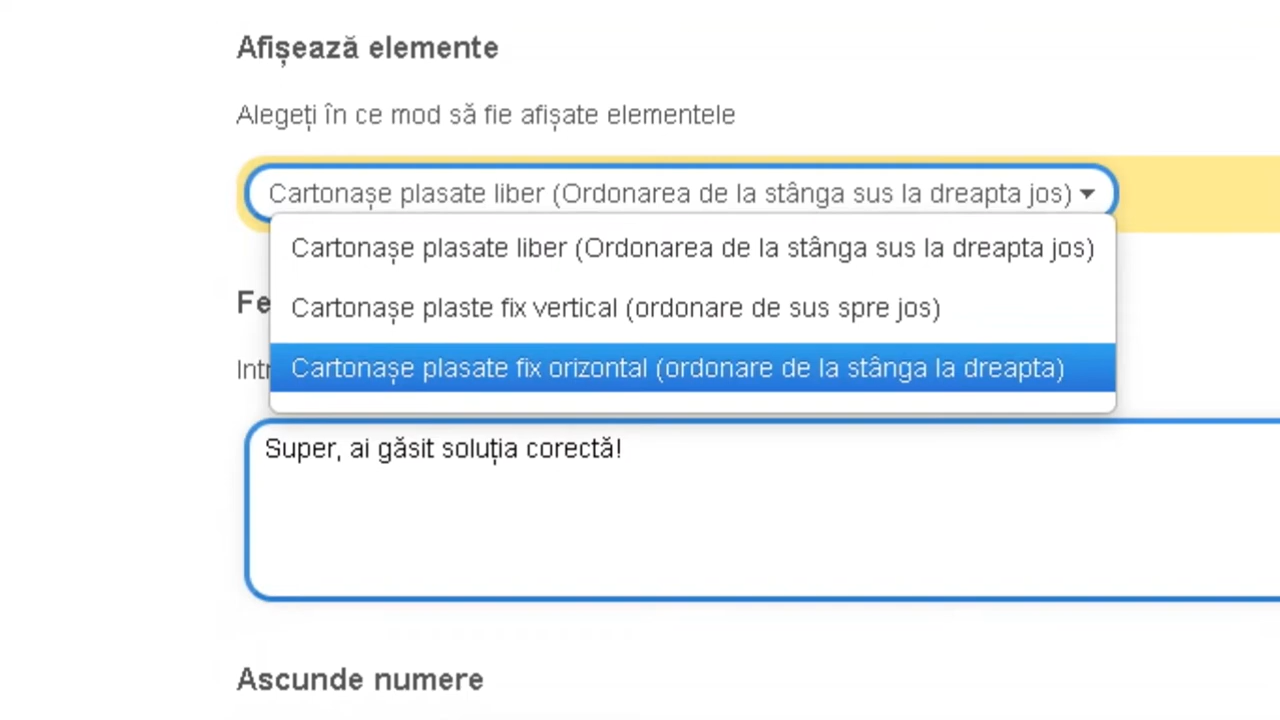 Afișează elemente
Alegeți în ce mod să fie afișate elementele
Cartonașe plasate liber (Ordonarea de la stânga sus la dreapta jos)
Cartonașe plasate liber (Ordonarea de la stânga sus la dreapta jos)
Cartonașe plaste fix vertical (ordonare de sus spre jos)
Cartonașe plasate fix orizontal (ordonare de la stânga la dreapta)
Super, ai găsit soluția corectă!
Ascunde numere